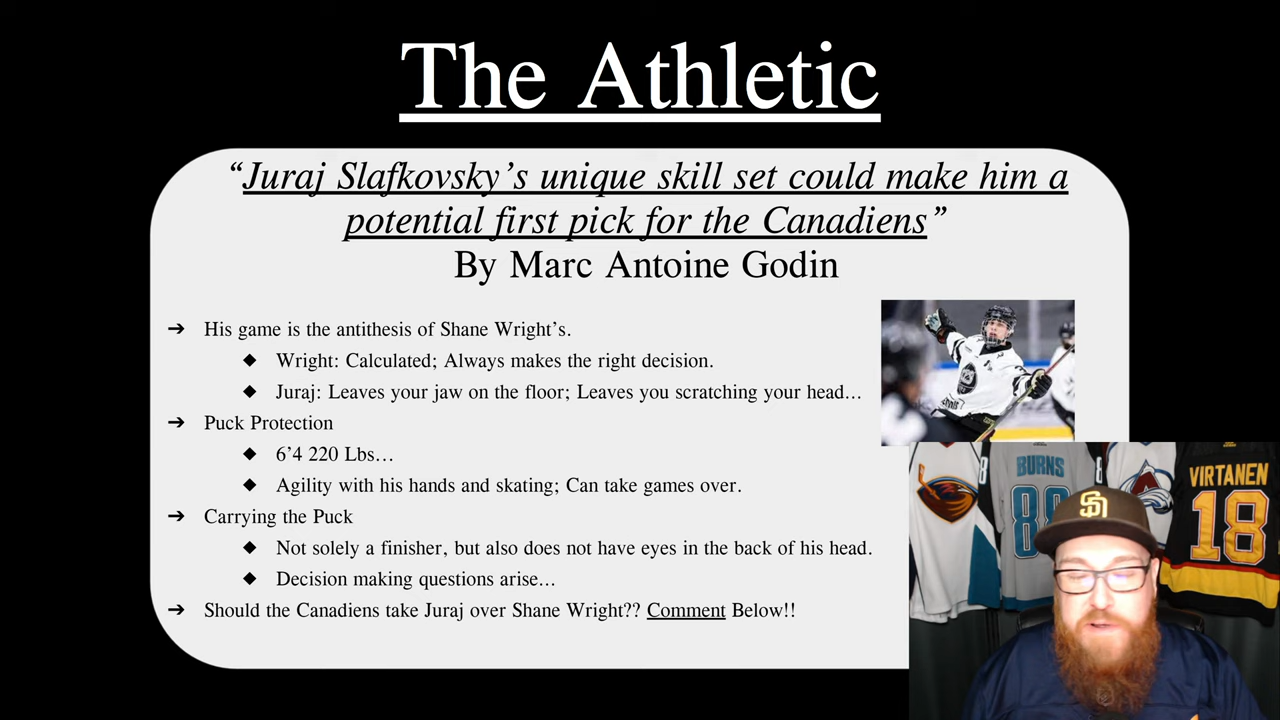 The Athletic
“Juraj Slafkovsky’s unique skill set could make him a
potential first pick for the Canadiens”
By Marc Antoine Godin
➔ His game is the antithesis of Shane Wright’s.
◆ Wright: Calculated; Always makes the right decision.
◆ Juraj: Leaves your jaw on the floor; Leaves you scratching your head…
➔ Puck Protection
◆ 6’4 220 Lbs…
◆ Agility with his hands and skating; Can take games over.
➔ Carrying the Puck
◆ Not solely a finisher, but also does not have eyes in the back of his head.
◆ Decision making questions arise…
➔ Should the Canadiens take Juraj over Shane Wright?? Comment Below!!
BURNS
88
VIRTANEN
18
SD